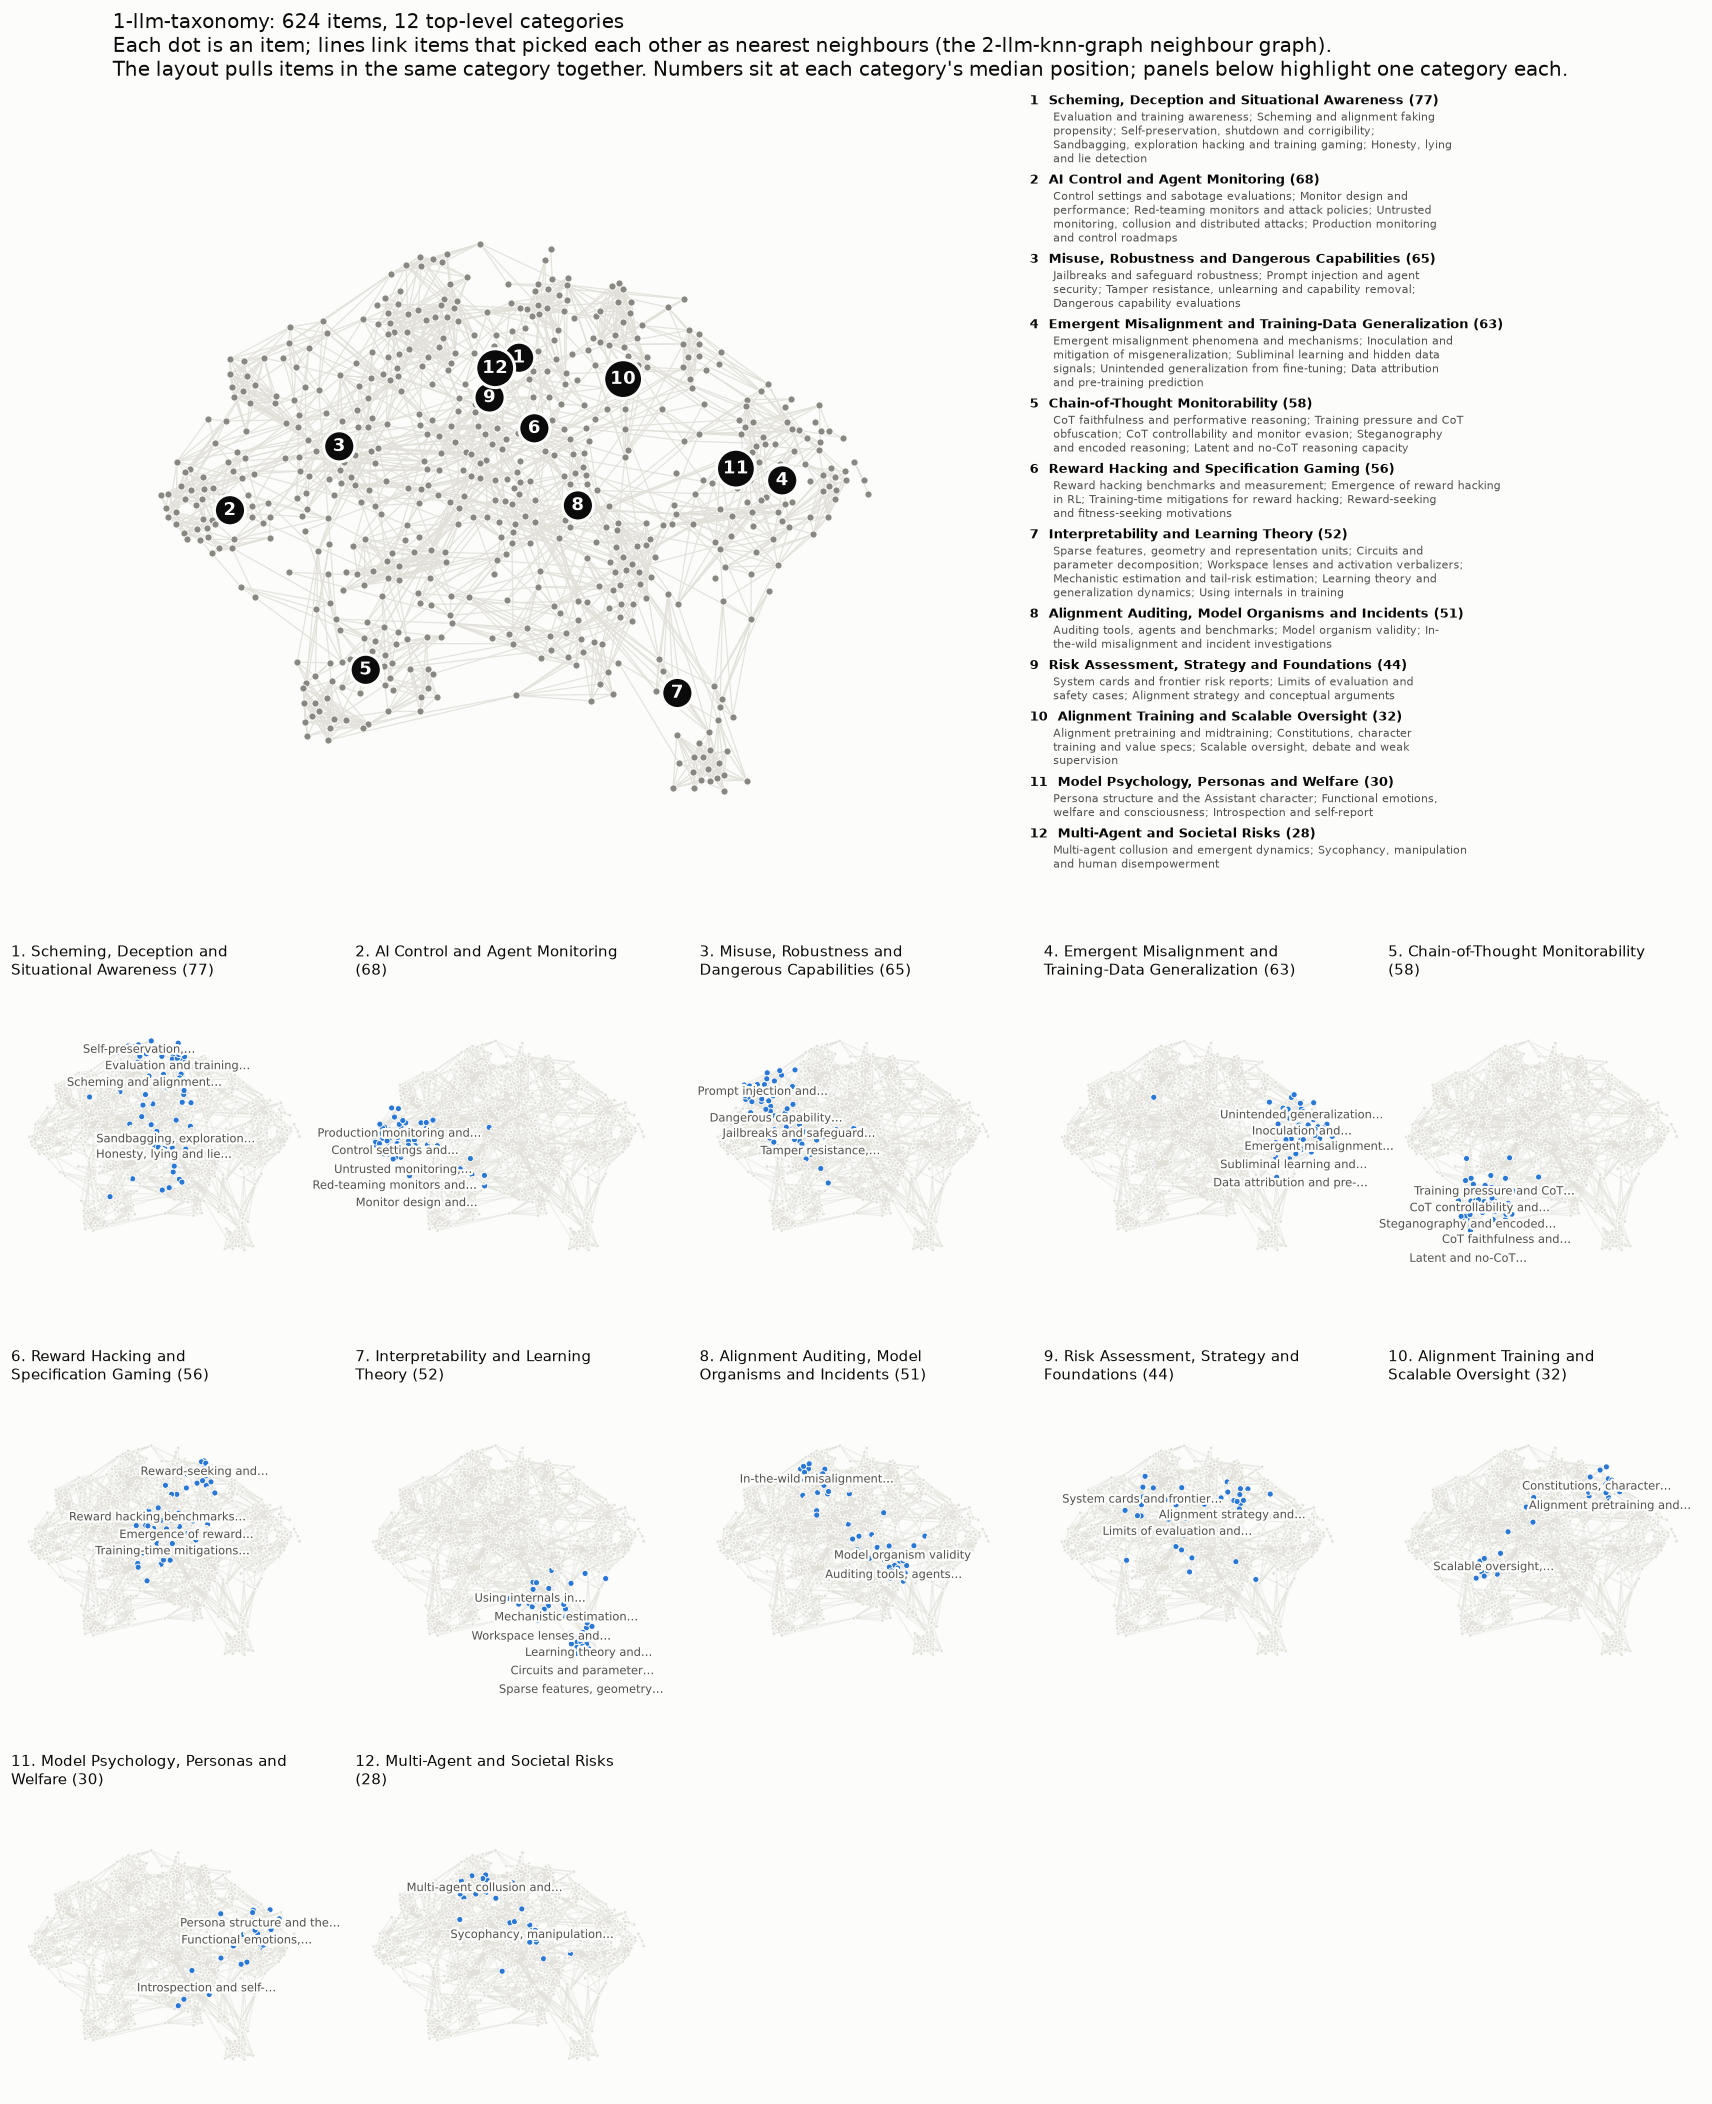 1-llm-taxonomy: 624 items, 12 top-level categories
Each dot is an item; lines link items that picked each other as nearest neighbours (the 2-llm-knn-graph neighbour graph).
The layout pulls items in the same category together. Numbers sit at each category's median position; panels below highlight one category each.
1 Scheming, Deception and Situational Awareness (77)
Evaluation and training awareness; Scheming and alignment faking
propensity; Self-preservation, shutdown and corrigibility;
Sandbagging, exploration hacking and training gaming; Honesty, lying
and lie detection
2 AI Control and Agent Monitoring (68)
Control settings and sabotage evaluations; Monitor design and
performance; Red-teaming monitors and attack policies; Untrusted
monitoring, collusion and distributed attacks; Production monitoring
and control roadmaps
3 Misuse, Robustness and Dangerous Capabilities (65)
Jailbreaks and safeguard robustness; Prompt injection and agent
security; Tamper resistance, unlearning and capability removal;
Dangerous capability evaluations
4 Emergent Misalignment and Training-Data Generalization (63)
Emergent misalignment phenomena and mechanisms; Inoculation and
mitigation of misgeneralization; Subliminal learning and hidden data
signals; Unintended generalization from fine-tuning; Data attribution
and pre-training prediction
5 Chain-of-Thought Monitorability (58)
CoT faithfulness and performative reasoning; Training pressure and CoT
obfuscation; CoT controllability and monitor evasion; Steganography
and encoded reasoning; Latent and no-CoT reasoning capacity
6 Reward Hacking and Specification Gaming (56)
Reward hacking benchmarks and measurement; Emergence of reward hacking
in RL; Training-time mitigations for reward hacking; Reward-seeking
and fitness-seeking motivations
7 Interpretability and Learning Theory (52)
Sparse features, geometry and representation units; Circuits and
parameter decomposition; Workspace lenses and activation verbalizers;
Mechanistic estimation and tail-risk estimation; Learning theory and
generalization dynamics; Using internals in training
8 Alignment Auditing, Model Organisms and Incidents (51)
Auditing tools, agents and benchmarks; Model organism validity; In-
the-wild misalignment and incident investigations
9 Risk Assessment, Strategy and Foundations (44)
System cards and frontier risk reports; Limits of evaluation and
safety cases; Alignment strategy and conceptual arguments
10 Alignment Training and Scalable Oversight (32)
Alignment pretraining and midtraining; Constitutions, character
training and value specs; Scalable oversight, debate and weak
supervision
11 Model Psychology, Personas and Welfare (30)
Persona structure and the Assistant character; Functional emotions,
welfare and consciousness; Introspection and self-report
12 Multi-Agent and Societal Risks (28)
Multi-agent collusion and emergent dynamics; Sycophancy, manipulation
and human disempowerment
1
12
10
9
6
3
11
4
8
2
5
7
1. Scheming, Deception and
Situational Awareness (77)
Self-preservation,...
Evaluation and training...
Scheming and alignment...
Sandbagging, exploration...
Honesty, lying and lie...
2. AI Control and Agent Monitoring
(68)
Production monitoring and...
Control settings and...
Untrusted monitoring,...
Red-teaming monitors and...
Monitor design and...
3. Misuse, Robustness and
Dangerous Capabilities (65)
Prompt injection and...
Dangerous capability...
Jailbreaks and safeguard...
Tamper resistance,...
4. Emergent Misalignment and
Training-Data Generalization (63)
Unintended generalization...
Inoculation and...
Emergent misalignment...
Subliminal learning and...
Data attribution and pre-...
5. Chain-of-Thought Monitorability
(58)
Training pressure and CoT...
CoT controllability and...
Steganography and encoded...
CoT faithfulness and...
Latent and no-CoT...
6. Reward Hacking and
Specification Gaming (56)
Reward-seeking and...
Reward hacking benchmarks...
Emergence of reward...
Training-time mitigations...
7. Interpretability and Learning
Theory (52)
Using internals in...
Mechanistic estimation...
Workspace lenses and...
Learning theory and...
Circuits and parameter...
Sparse features, geometry...
8. Alignment Auditing, Model
Organisms and Incidents (51)
In-the-wild misalignment...
Model organism validity
Auditing tools, agents...
9. Risk Assessment, Strategy and
Foundations (44)
System cards and frontier...
Alignment strategy and...
Limits of evaluation and...
10. Alignment Training and
Scalable Oversight (32)
Constitutions, character...
Alignment pretraining and...
Scalable oversight,...
11. Model Psychology, Personas and
Welfare (30)
Persona structure and the...
Functional emotions,...
Introspection and self-...
12. Multi-Agent and Societal Risks
(28)
Multi-agent collusion and...
Sycophancy, manipulation...